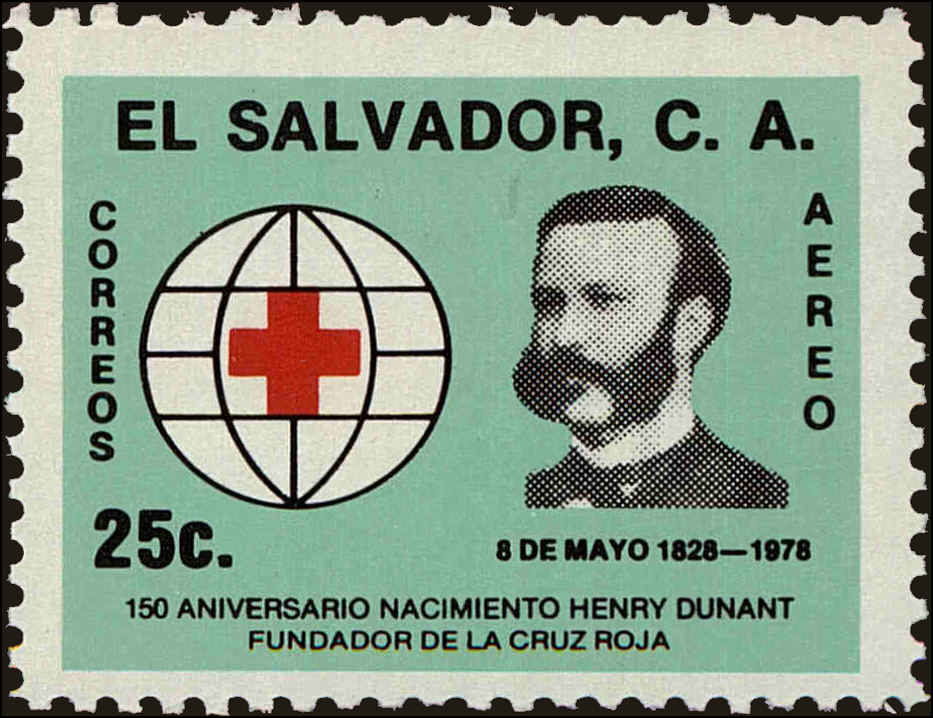 EL SALVADOR, C. A.
CORREOS
AEREO
25c.
8 DE MAYO 1828—1978
150 ANIVERSARIO NACIMIENTO HENRY DUNANT
FUNDADOR DE LA CRUZ ROJA